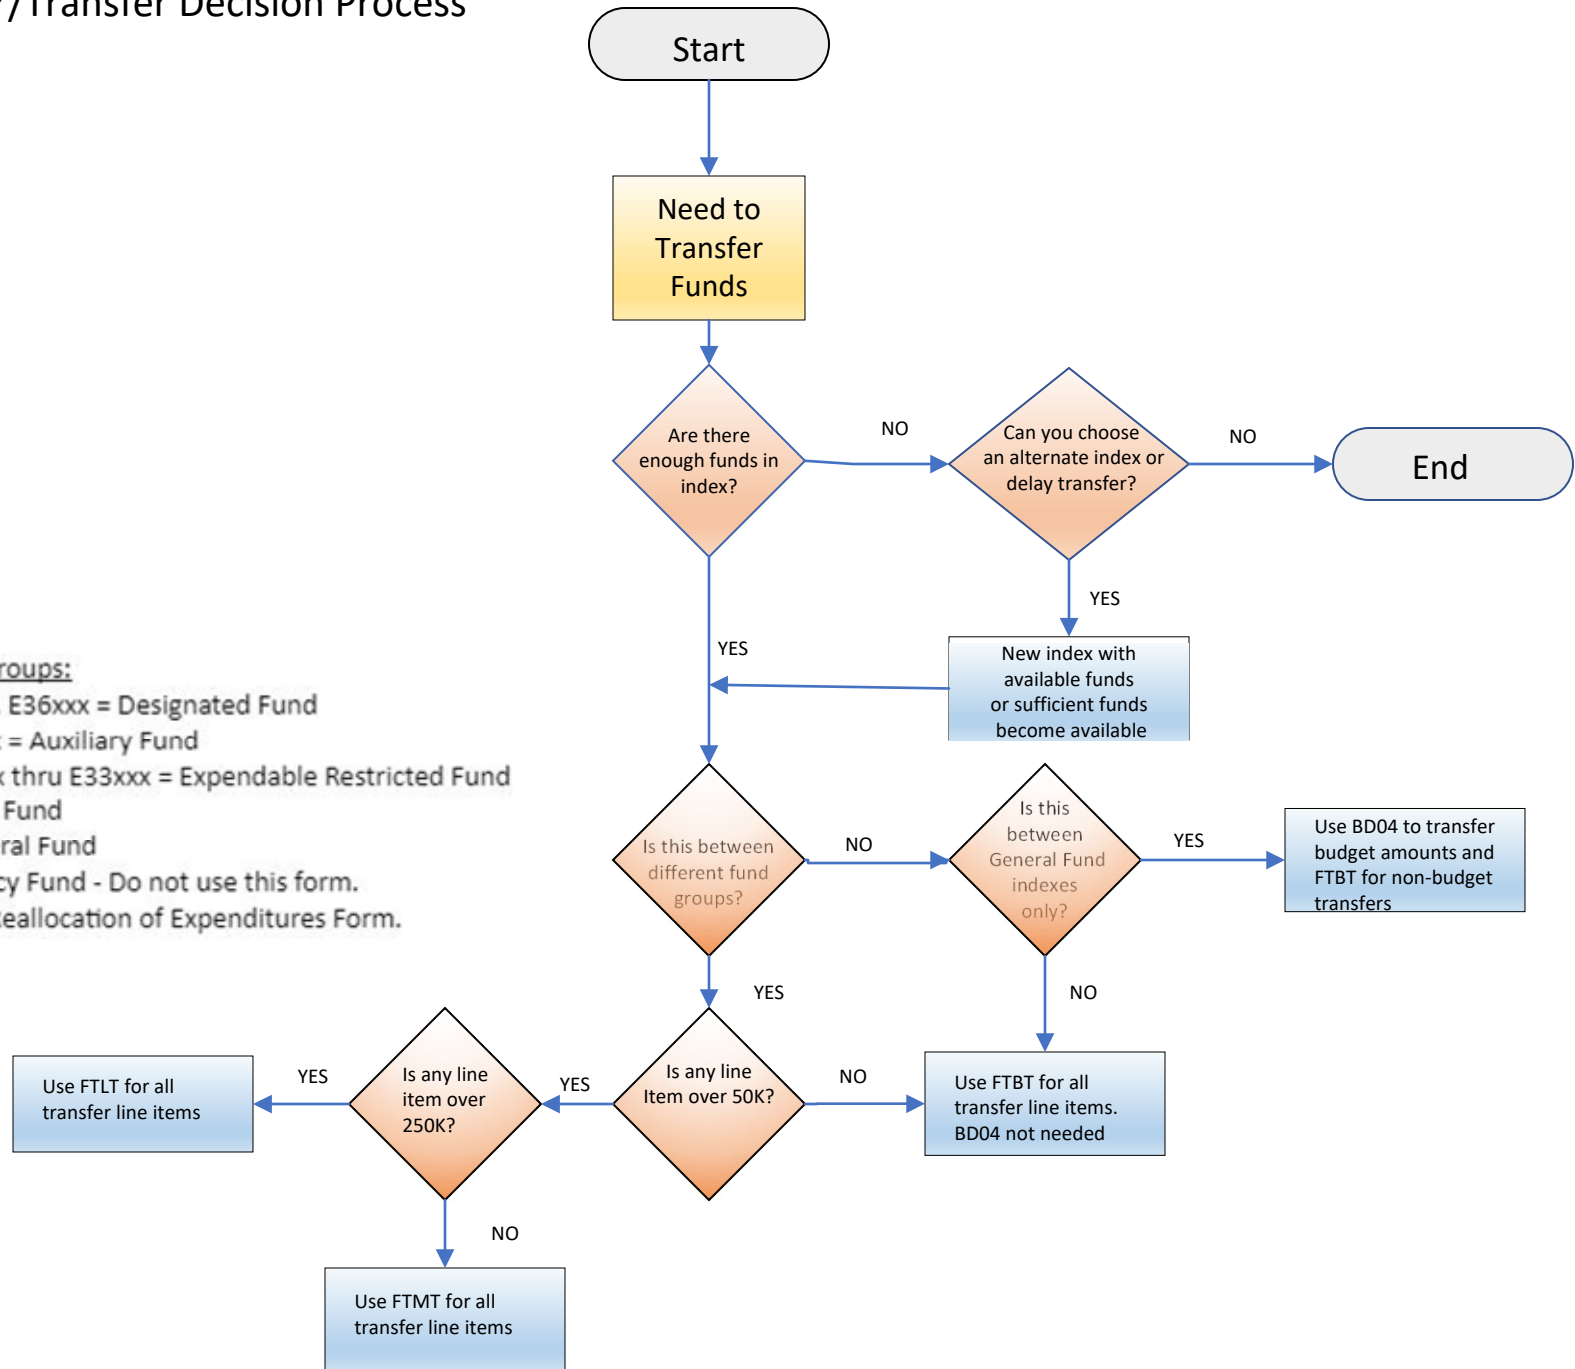 /Transfer Decision Process
Start
Need to
Transfer
Funds
Are there
enough funds in
index?
NO
Can you choose
an alternate index or
delay transfer?
NO
End
YES
YES
New index with
available funds
or sufficient funds
become available
roups:
E36xxx = Designated Fund
= Auxiliary Fund
x thru E33xxx = Expendable Restricted Fund
Fund
ral Fund
cy Fund - Do not use this form.
eallocation of Expenditures Form.
Is this between
different fund
groups?
NO
Is this
between
General Fund
indexes
only?
YES
Use BD04 to transfer
budget amounts and
FTBT for non-budget
transfers
YES
NO
Use FTLT for all
transfer line items
YES
Is any line
item over
250K?
YES
Is any line
Item over 50K?
NO
Use FTBT for all
transfer line items.
BD04 not needed
NO
Use FTMT for all
transfer line items